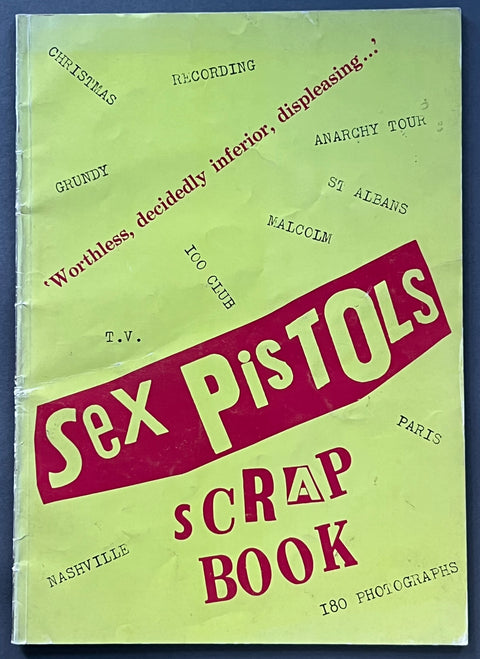 CHRISTMAS
RECORDING
'Worthless, decidedly inferior, displeasing...'
ANARCHY TOUR
GRUNDY
ST ALBANS
MALCOLM
100 CLUB
T.V.
Sex PisTOLs
PARIS
sCRAP
BOOK
NASHVILLE
180 PHOTOGRAPHS